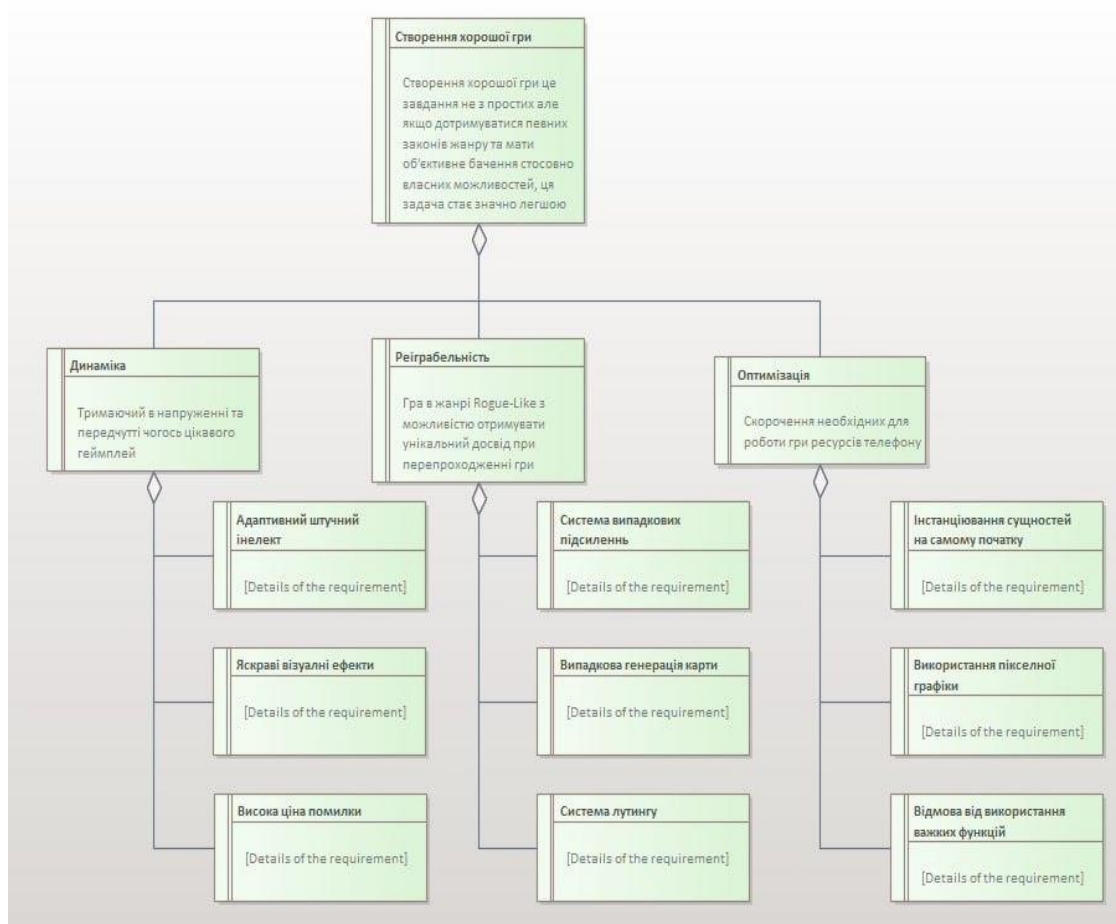 Створення хорошої гри
Створення хорошої гри це
завдання не з простих але
якщо дотримуватися певних
законів жанру та мати
об'єктивне бачення стосовно
власних можливостей, ця
задача стає значно легшою
Динаміка
Тримаючий в напруженні та
передчутті чогось цікавого
геймплей
Реіграбельність
Гра в жанрі Rogue-Like з
можливістю отримувати
унікальний досвід при
перепроходженні гри
Оптимізація
Скорочення необхідних для
роботи гри ресурсів телефону
Адаптивний штучний
інелект
[Details of the requirement]
Система випадкових
підсиленнь
[Details of the requirement]
Інстанціювання сущностей
на самому початку
[Details of the requirement]
Яскраві візуальні ефекти
[Details of the requirement]
Випадкова генерація карти
[Details of the requirement]
Використання пікселної
графіки
[Details of the requirement]
Висока ціна помилки
[Details of the requirement]
Система лутингу
[Details of the requirement]
Відмова від використання
важких функцій
[Details of the requirement]